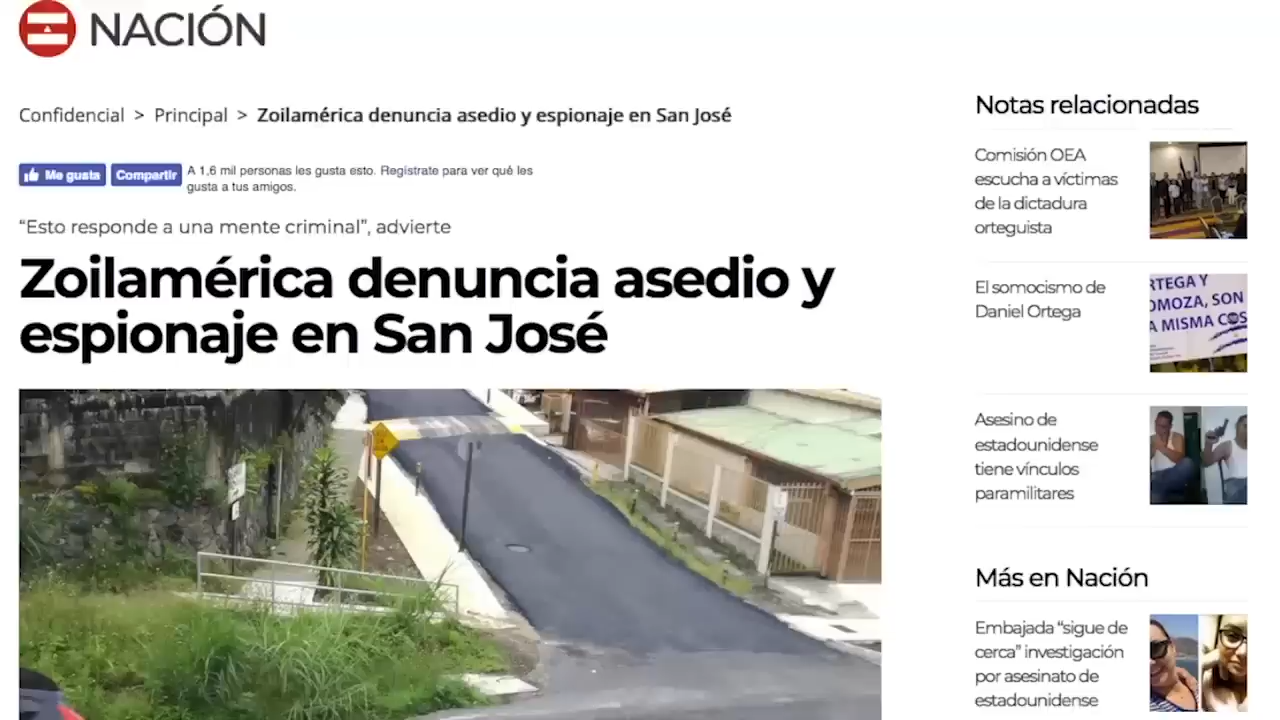 NACIÓN
Confidencial > Principal > Zoilamérica denuncia asedio y espionaje en San José
Me gusta
Compartir
A 1,6 mil personas les gusta esto. Regístrate para ver qué les
gusta a tus amigos.
“Esto responde a una mente criminal”, advierte
Zoilamérica denuncia asedio y
espionaje en San José
Notas relacionadas
Comisión OEA
escucha a víctimas
de la dictadura
orteguista
El somocismo de
Daniel Ortega
RTEGA Y
OMOZA, SON
A MISMA COS
Asesino de
estadounidense
tiene vínculos
paramilitares
Más en Nación
Embajada “sigue de
cerca” investigación
por asesinato de
estadounidense